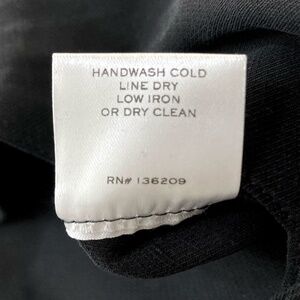 HANDWASH COLD
LINE DRY
LOW IRON
OR DRY CLEAN
RN# 136209